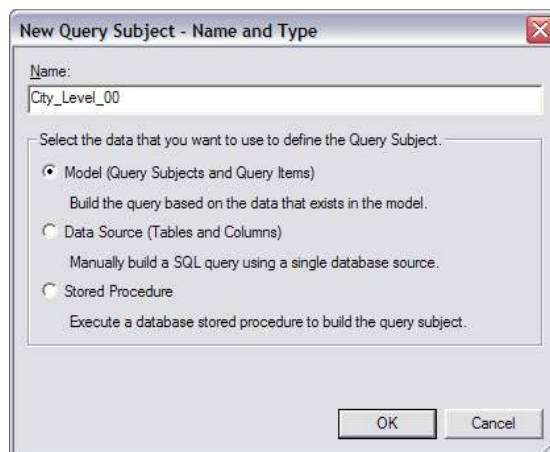 New Query Subject - Name and Type
Name:
City_Level_00
Select the data that you want to use to define the Query Subject.
Model (Query Subjects and Query Items)
Build the query based on the data that exists in the model.
Data Source (Tables and Columns)
Manually build a SQL query using a single database source.
Stored Procedure
Execute a database stored procedure to build the query subject.
OK
Cancel